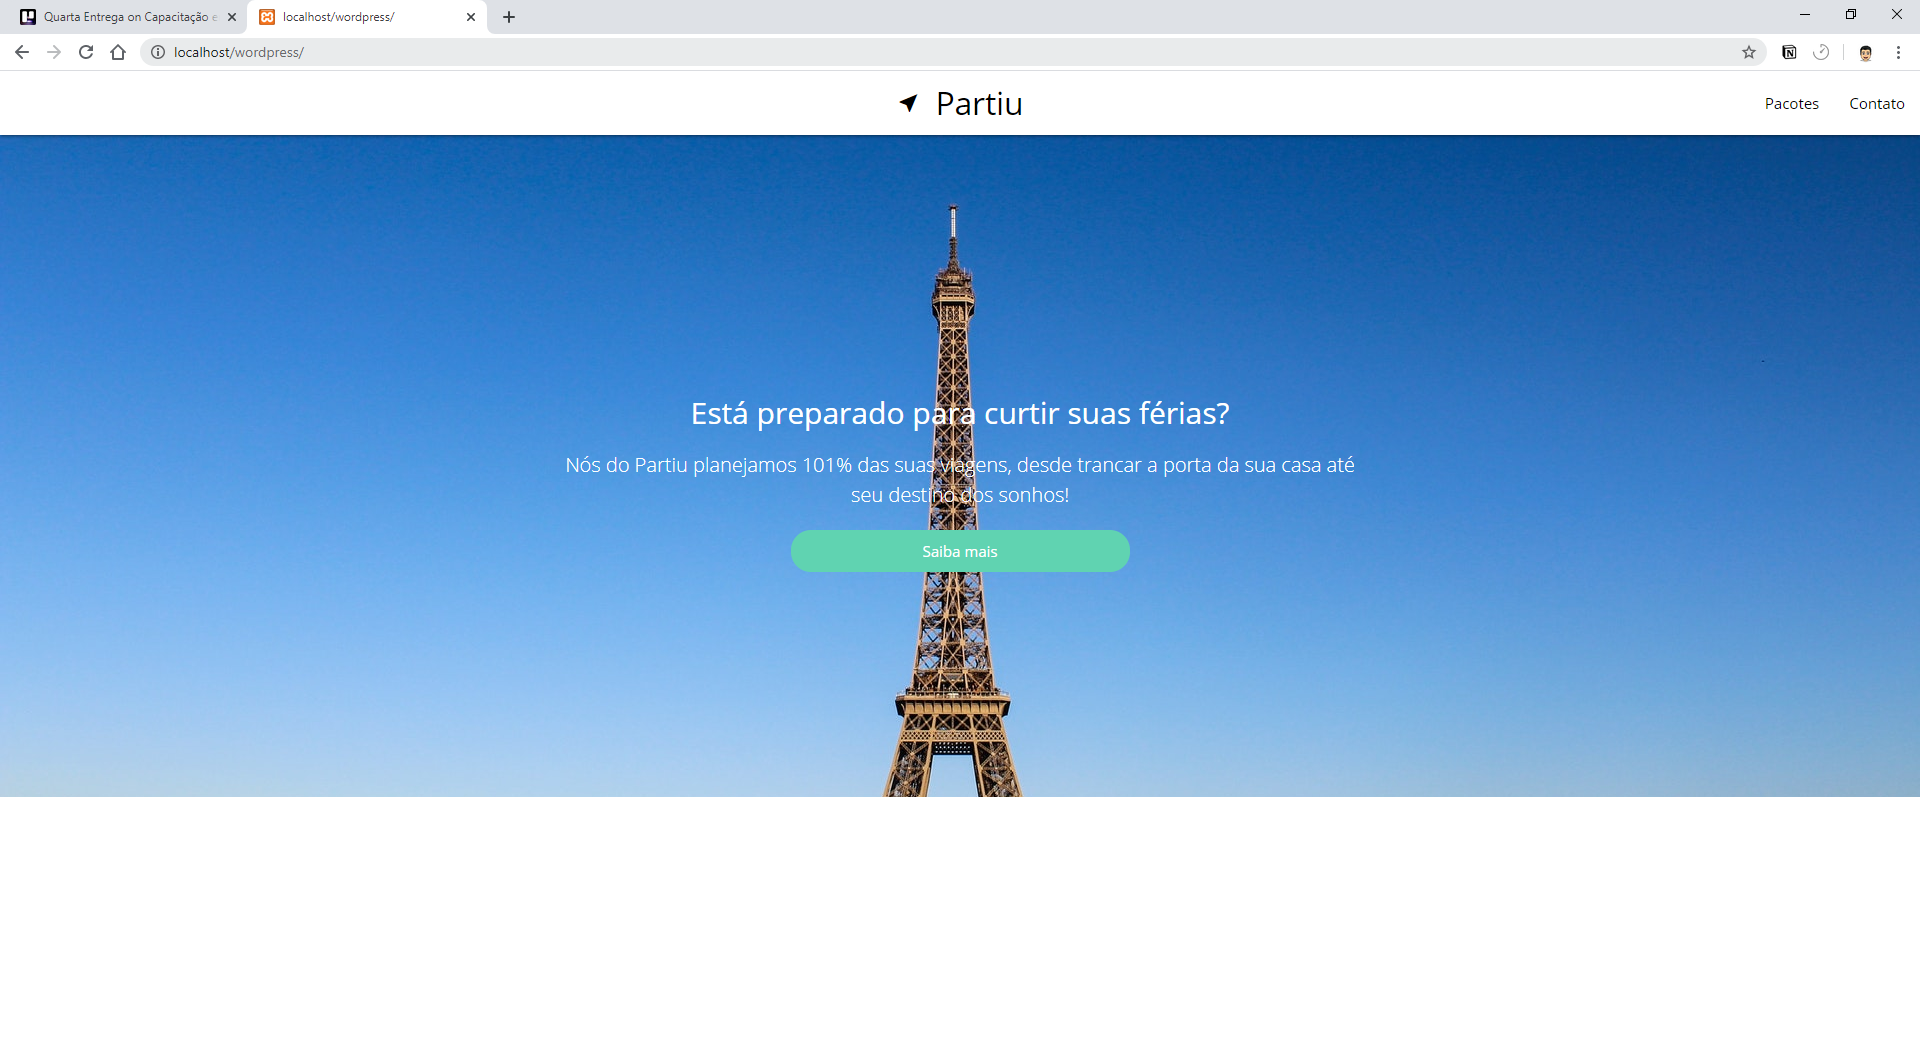 Quarta Entrega on Capacitação e
localhost/wordpress/
localhost/wordpress/
Partiu
Pacotes
Contato
Está preparado para curtir suas férias?
Nós do Partiu planejamos 101% das suas viagens, desde trancar a porta da sua casa até
seu destino dos sonhos!
Saiba mais